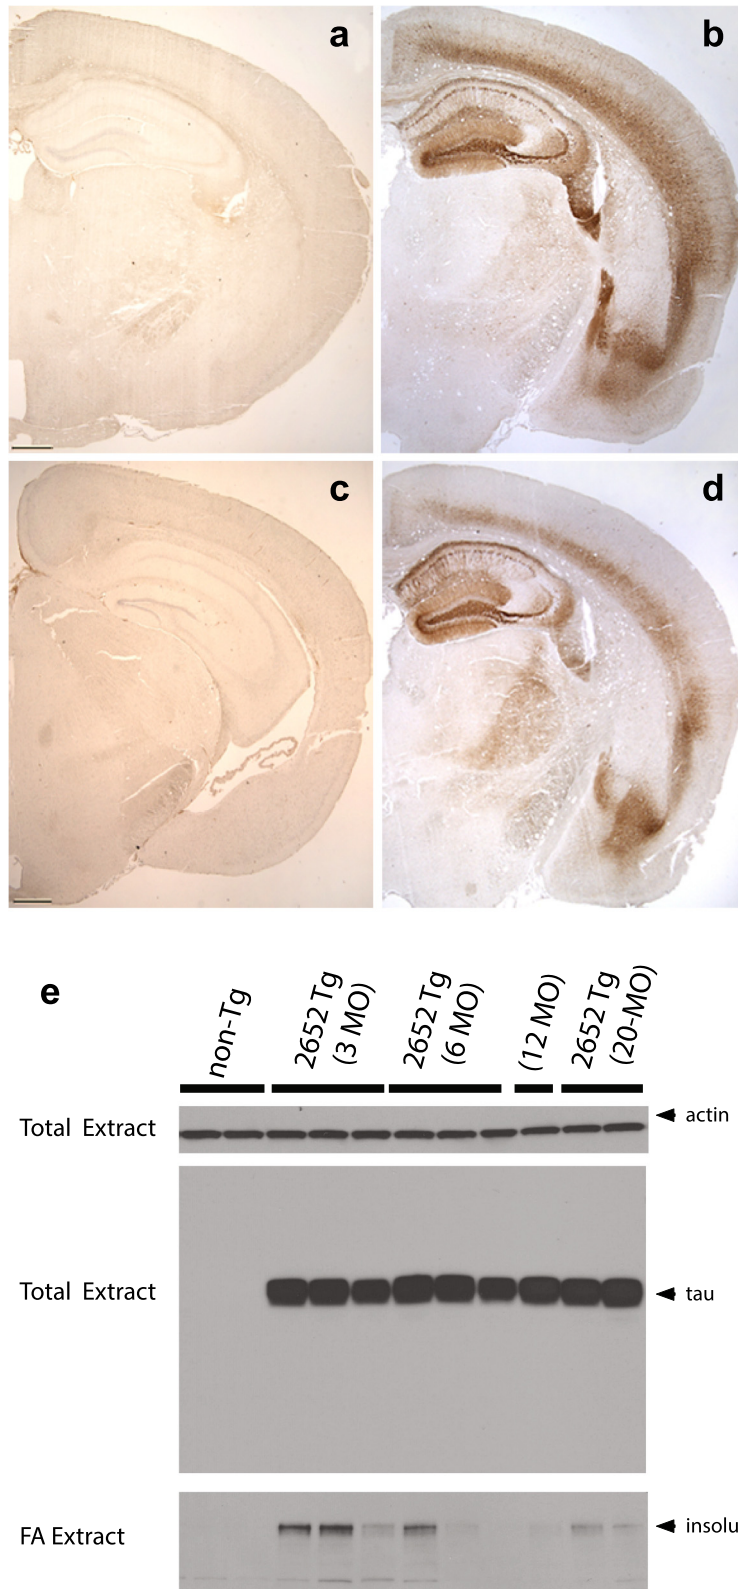 a
b
c
d
e
non-Tg
2652 Tg
(3 MO)
2652 Tg
(6 MO)
(12 MO)
2652 Tg
(20-MO)
Total Extract
actin
Total Extract
tau
FA Extract
insolu